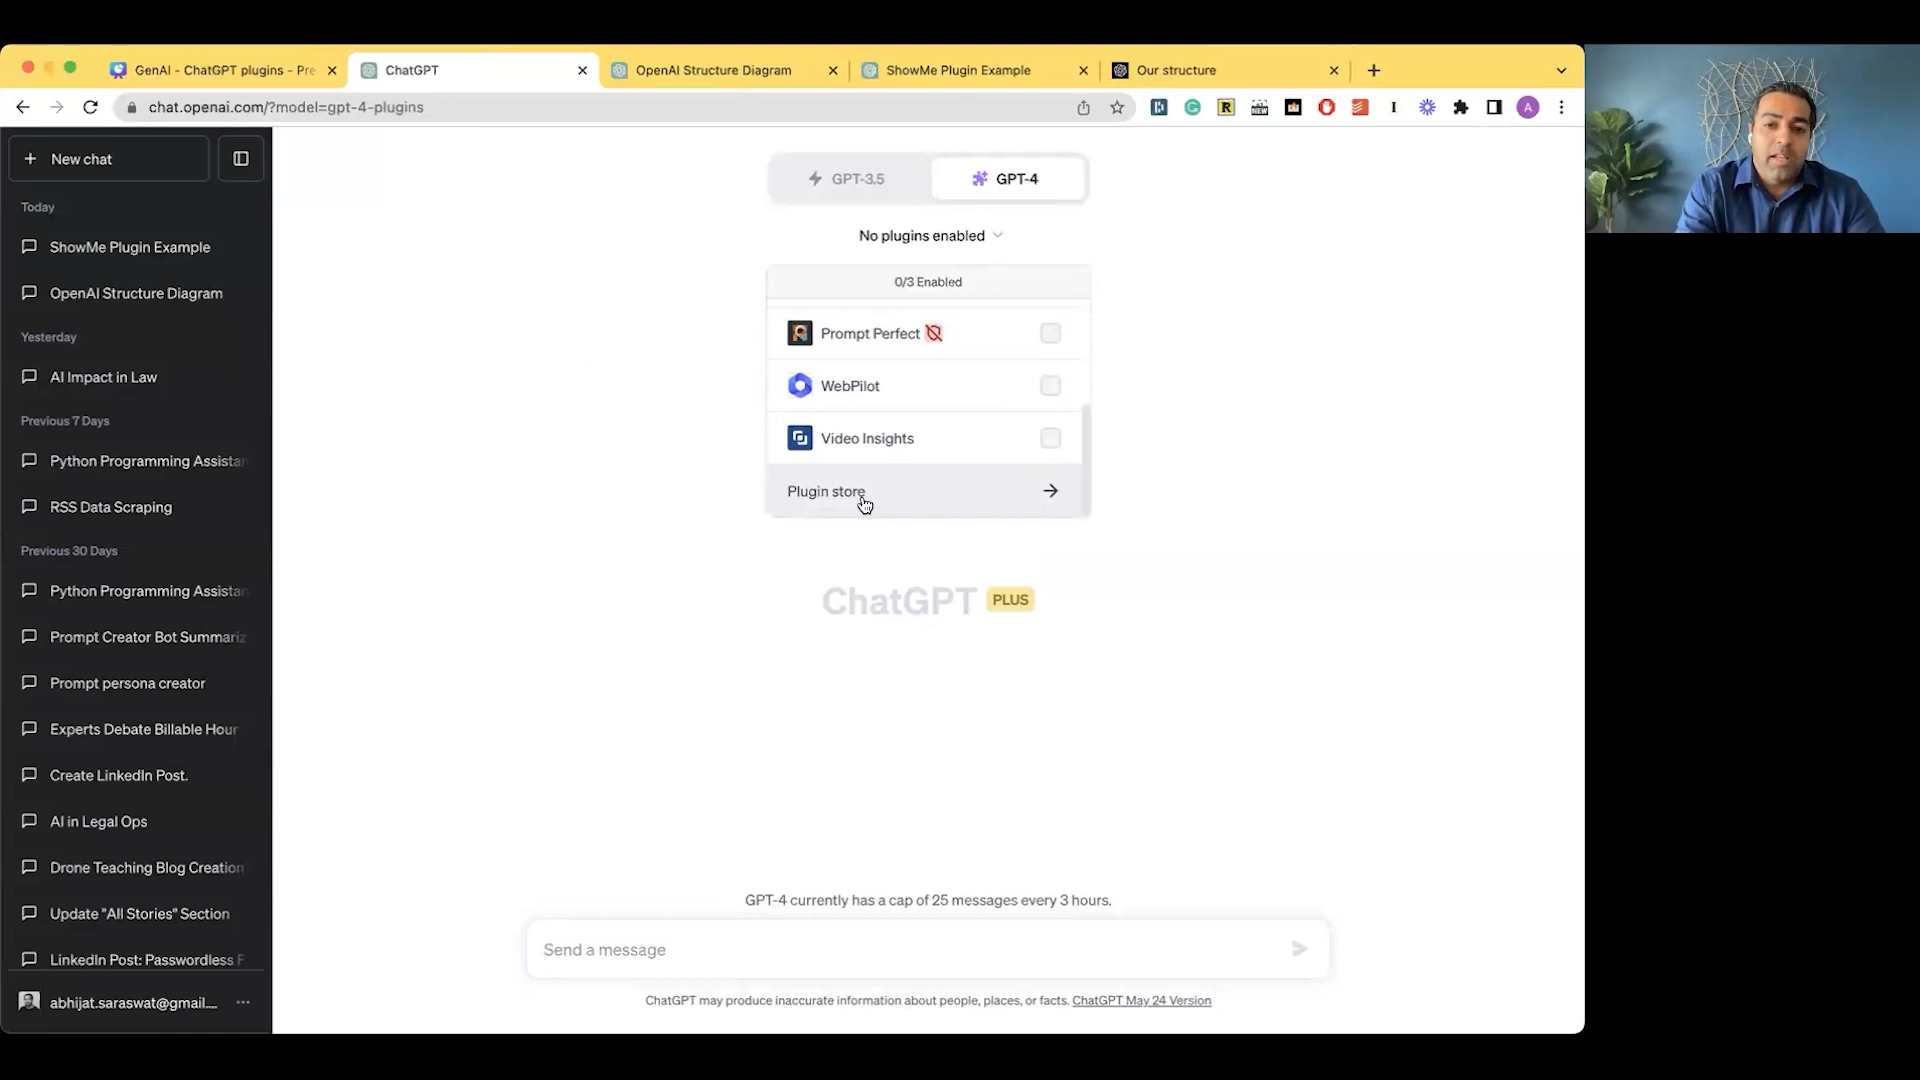 GenAI - ChatGPT plugins - Pre
ChatGPT
OpenAI Structure Diagram
ShowMe Plugin Example
Our structure
chat.openai.com/?model=gpt-4-plugins
A
New chat
Today
ShowMe Plugin Example
OpenAI Structure Diagram
Yesterday
AI Impact in Law
Previous 7 Days
Python Programming Assistan
RSS Data Scraping
Previous 30 Days
Python Programming Assistan
Prompt Creator Bot Summariz
Prompt persona creator
Experts Debate Billable Hour
Create LinkedIn Post.
AI in Legal Ops
Drone Teaching Blog Creation
Update "All Stories" Section
LinkedIn Post: Passwordless F
abhijat.saraswat@gmail....
GPT-3.5
GPT-4
No plugins enabled
0/3 Enabled
Prompt Perfect
WebPilot
Video Insights
Plugin store
ChatGPT PLUS
GPT-4 currently has a cap of 25 messages every 3 hours.
Send a message
ChatGPT may produce inaccurate information about people, places, or facts. ChatGPT May 24 Version